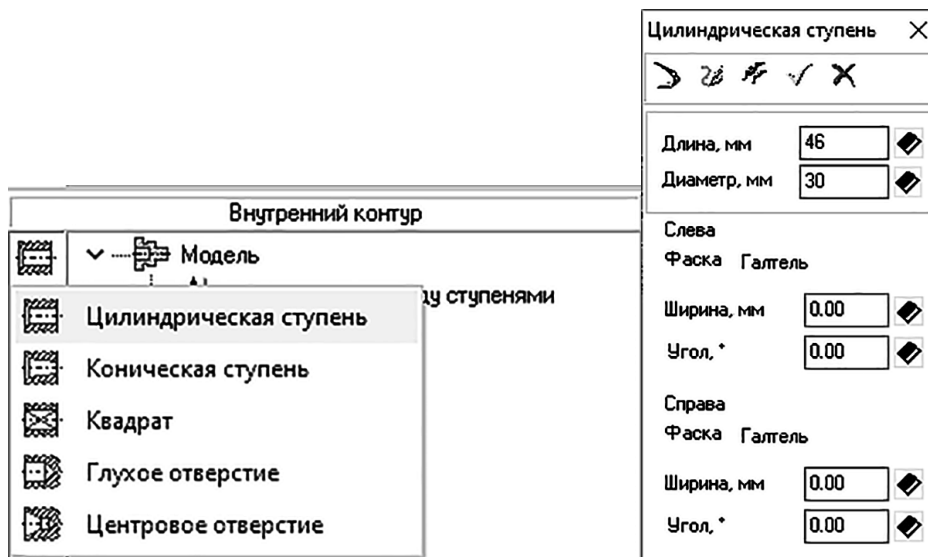 Внутренний контур
Модель
ду ступенями
Цилиндрическая ступень
Коническая ступень
Квадрат
Глухое отверстие
Центровое отверстие
Цилиндрическая ступень
Длина, мм 46
Диаметр, мм 30
Слева
Фаска Галтель
Ширина, мм 0.00
Угол, ° 0.00
Справа
Фаска Галтель
Ширина, мм 0.00
Угол, ° 0.00